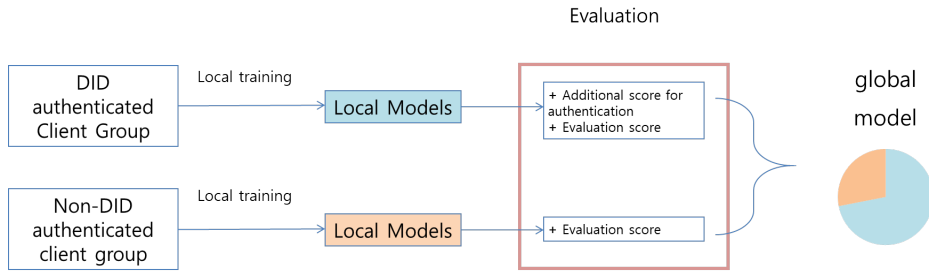 Evaluation
DID
authenticated
Client Group
Local training
Local Models
+ Additional score for
authentication
+ Evaluation score
global
model
Non-DID
authenticated
client group
Local training
Local Models
+ Evaluation score